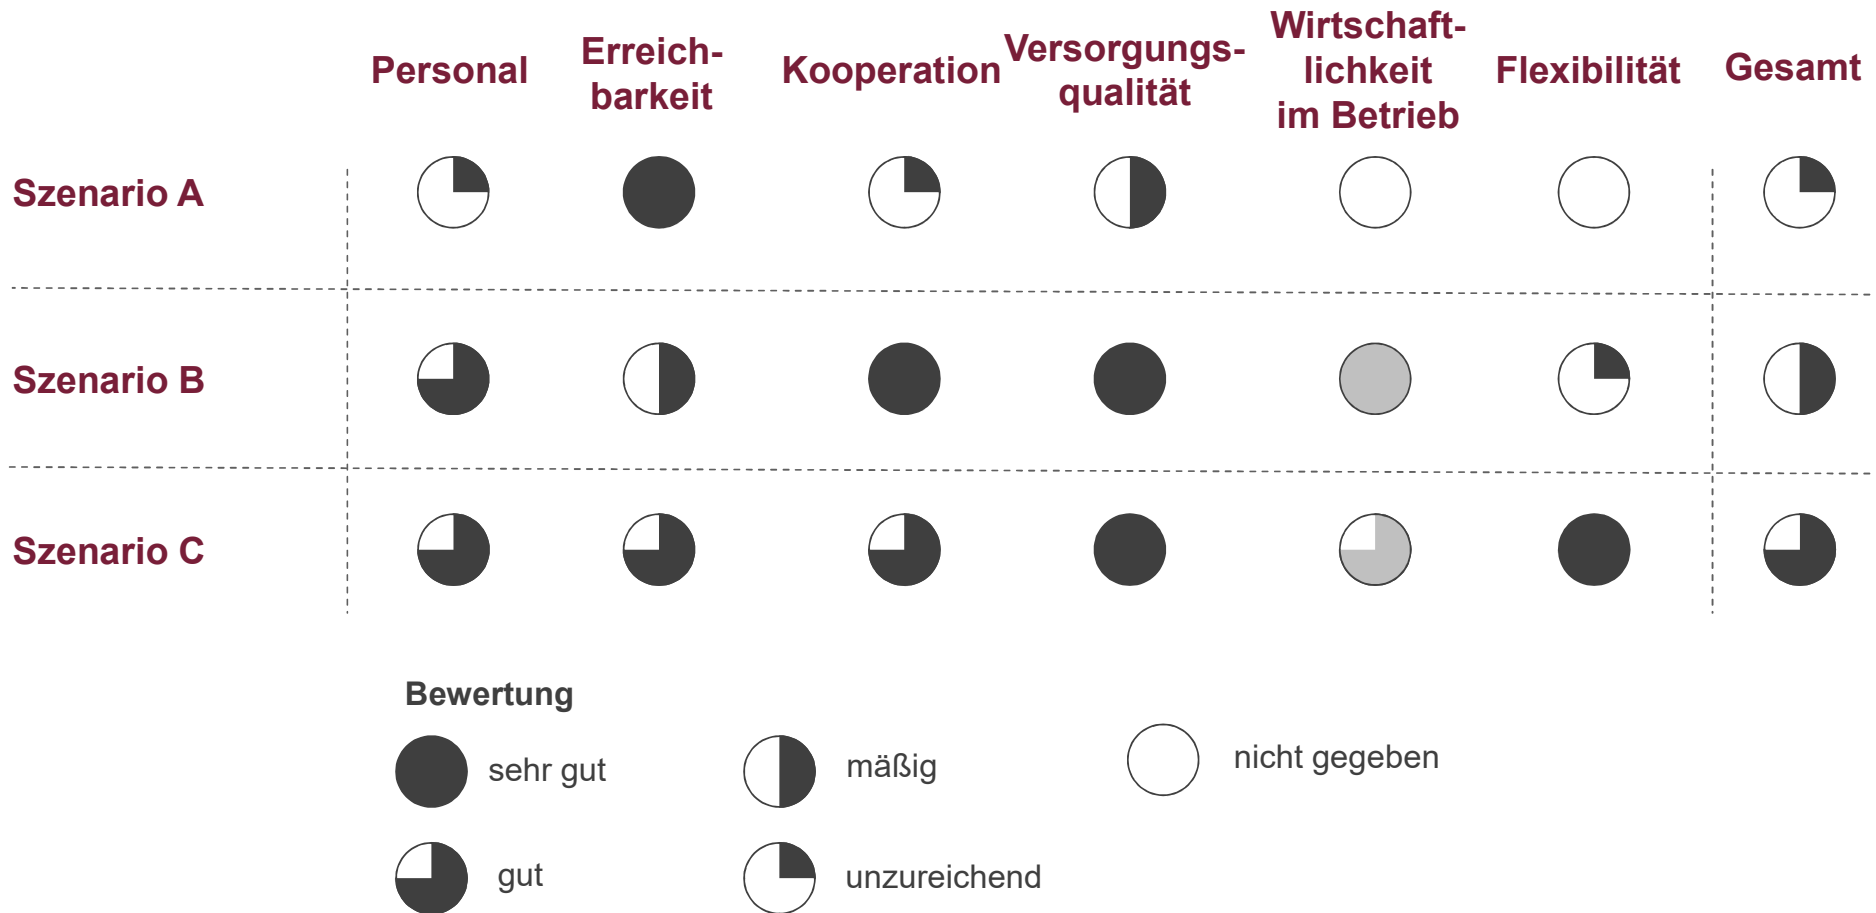 Personal
Erreich-
barkeit
Kooperation
Versorgungs-
qualität
Wirtschaft-
lichkeit
im Betrieb
Flexibilität
Gesamt
Szenario A
Szenario B
Szenario C
Bewertung
sehr gut
mäßig
nicht gegeben
gut
unzureichend